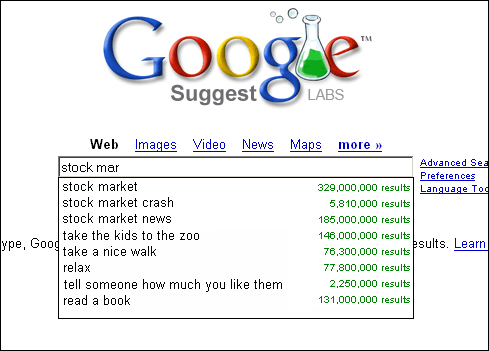 Google™
Suggest LABS
Web Images Video News Maps more »
stock mar
Advanced Sea
Preferences
Language Too
stock market 329,000,000 results
stock market crash 5,810,000 results
stock market news 185,000,000 results
take the kids to the zoo 146,000,000 results
take a nice walk 76,300,000 results
relax 77,800,000 results
tell someone how much you like them 2,250,000 results
read a book 131,000,000 results
ype, Goog esults. Learn